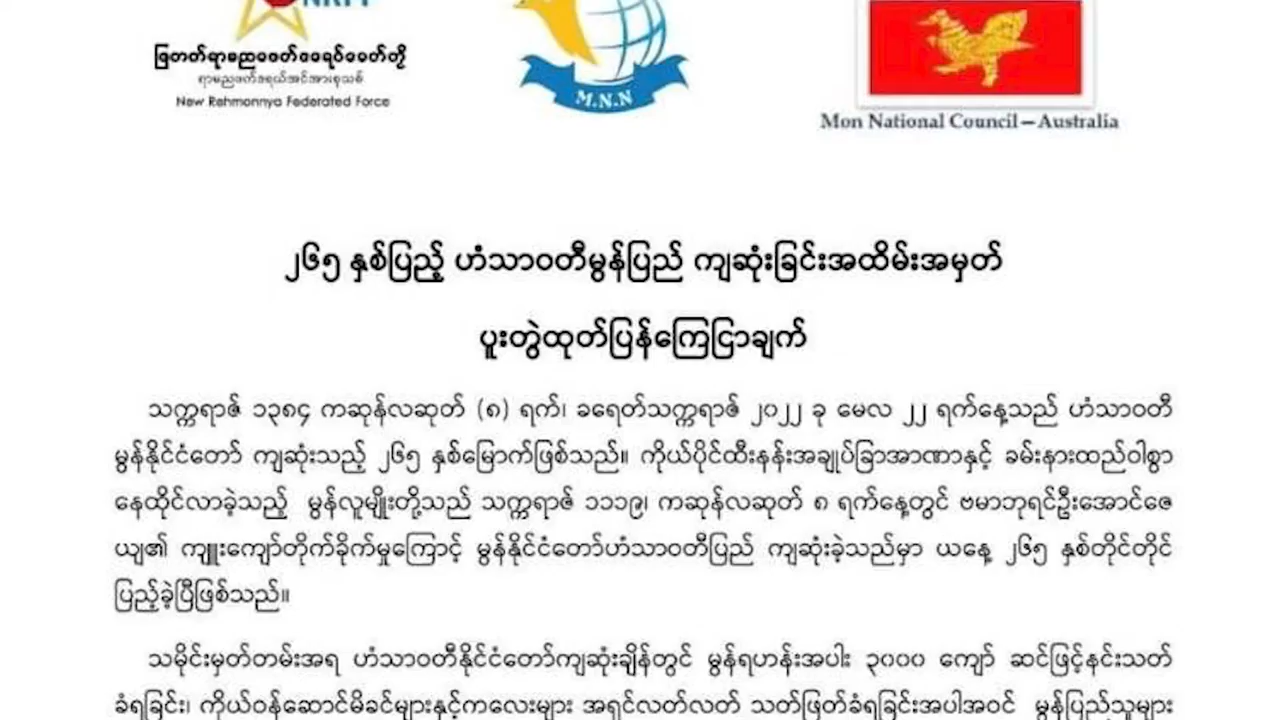 New Rehmonnya Federated Force
M.N.N
Mon National Council – Australia
၂၆၅ နှစ်ပြည့် ဟံသာဝတီမွန်ပြည် ကျဆုံးခြင်းအထိမ်းအမှတ်
ပူးတွဲထုတ်ပြန်ကြေငြာချက်
သက္ကရာဇ် ၁၃၈၄ ကဆုန်လဆုတ် (၈) ရက်၊ ခရေတ်သက္ကရာဇ် ၂၀၂၂ ခု မေလ ၂၂ ရက်နေ့သည် ဟံသာဝတီ
မွန်နိုင်ငံတော် ကျဆုံးသည့် ၂၆၅ နှစ်မြောက်ဖြစ်သည်။ ကိုယ်ပိုင်ထီးနန်းအချုပ်ခြာအာဏာနှင့် ခမ်းနားထည်ဝါစွာ
နေထိုင်လာခဲ့သည့် မွန်လူမျိုးတို့သည် သက္ကရာဇ် ၁၁၁၉၊ ကဆုန်လဆုတ် ၈ ရက်နေ့တွင် ဗမာဘုရင်ဦးအောင်ဇေ
ယျ၏ ကျူးကျော်တိုက်ခိုက်မှုကြောင့် မွန်နိုင်ငံတော်ဟံသာဝတီပြည် ကျဆုံးခဲ့သည်မှာ ယနေ့ ၂၆၅ နှစ်တိုင်တိုင်
ပြည့်ခဲ့ပြီဖြစ်သည်။
သမိုင်းမှတ်တမ်းအရ ဟံသာဝတီနိုင်ငံတော်ကျဆုံးချိန်တွင် မွန်ရဟန်းအပါး ၃၀၀၀ ကျော် ဆင်ဖြင့်နင်းသတ်
ခံရခြင်း၊ ကိုယ်ဝန်ဆောင်မိခင်များနှင့်ကလေးများ အရှင်လတ်လတ် သတ်ဖြတ်ခံရခြင်းအပါအဝင် မွန်ပြည်သူများ